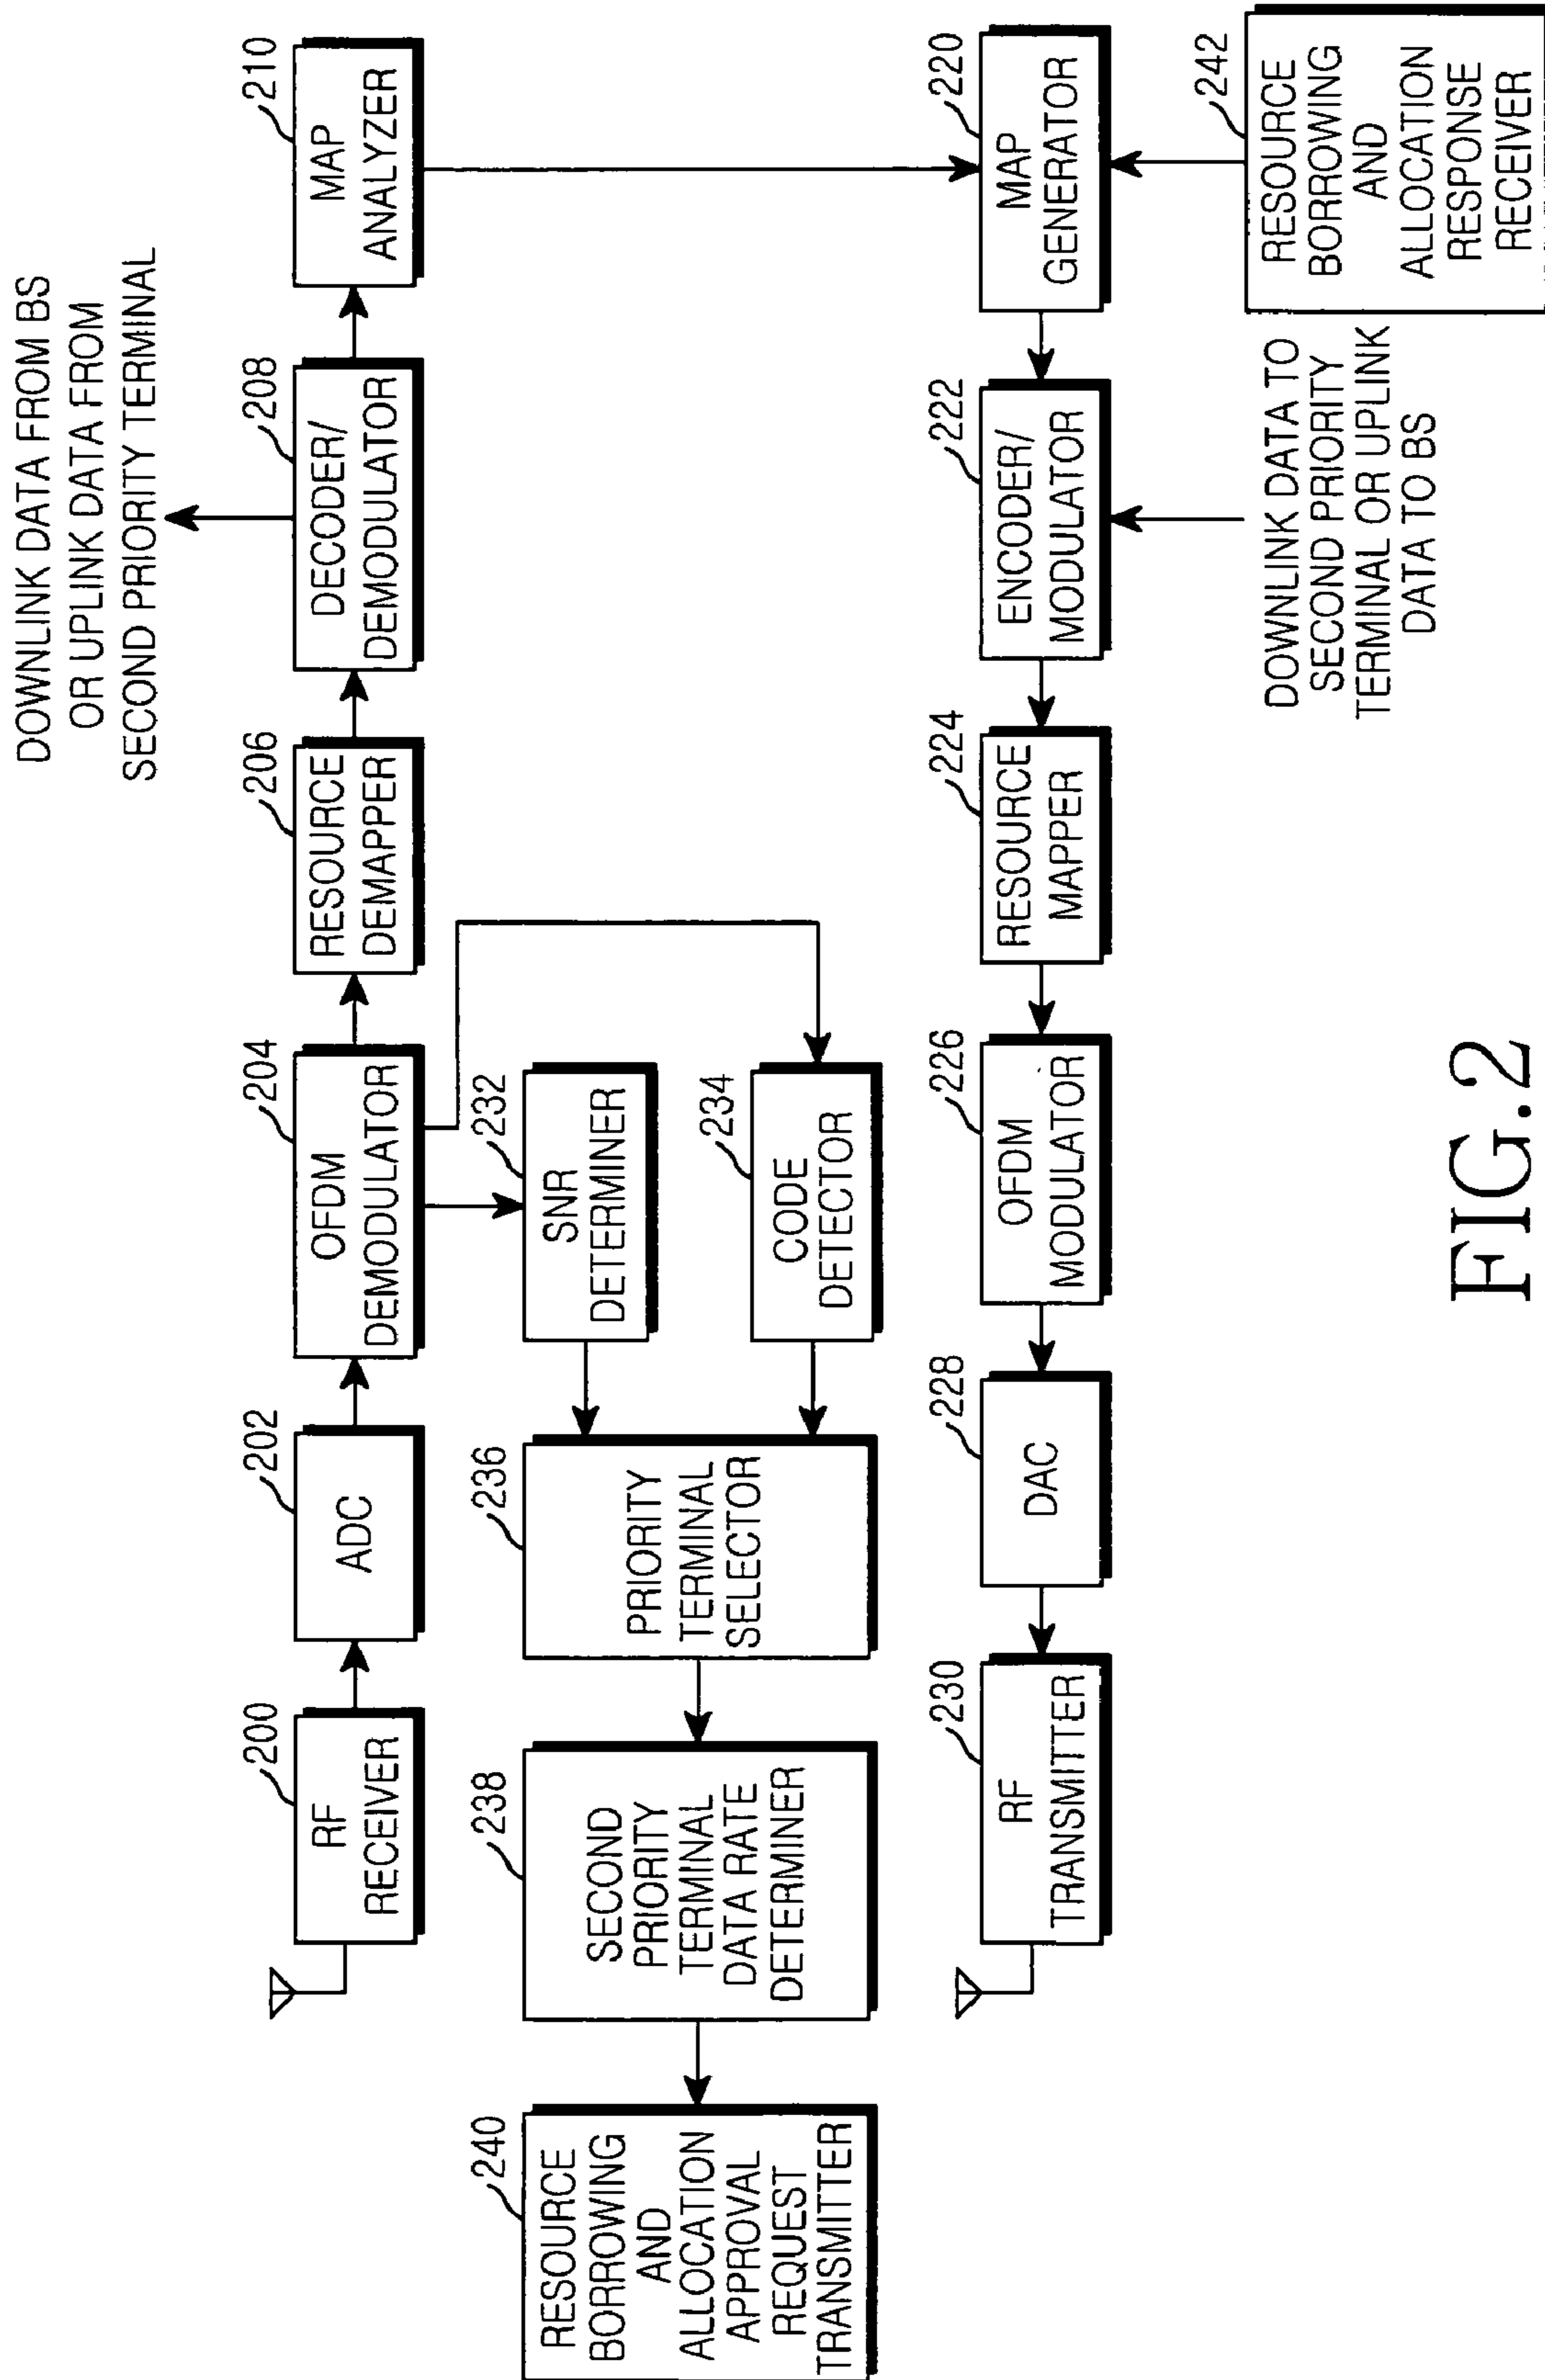 DOWNLINK DATA FROM BS
OR UPLINK DATA FROM
SECOND PRIORITY TERMINAL
200
RF
RECEIVER
202
ADC
204
OFDM
DEMODULATOR
206
RESOURCE
DEMAPPER
208
DECODER/
DEMODULATOR
210
MAP
ANALYZER
232
SNR
DETERMINER
234
CODE
DETECTOR
236
PRIORITY
TERMINAL
SELECTOR
238
SECOND
PRIORITY
TERMINAL
DATA RATE
DETERMINER
240
RESOURCE
BORROWING
AND
ALLOCATION
APPROVAL
REQUEST
TRANSMITTER
230
RF
TRANSMITTER
228
DAC
226
OFDM
MODULATOR
224
RESOURCE
MAPPER
222
ENCODER/
MODULATOR
220
MAP
GENERATOR
DOWNLINK DATA TO
SECOND PRIORITY
TERMINAL OR UPLINK
DATA TO BS
242
RESOURCE
BORROWING
AND
ALLOCATION
RESPONSE
RECEIVER
FIG.2